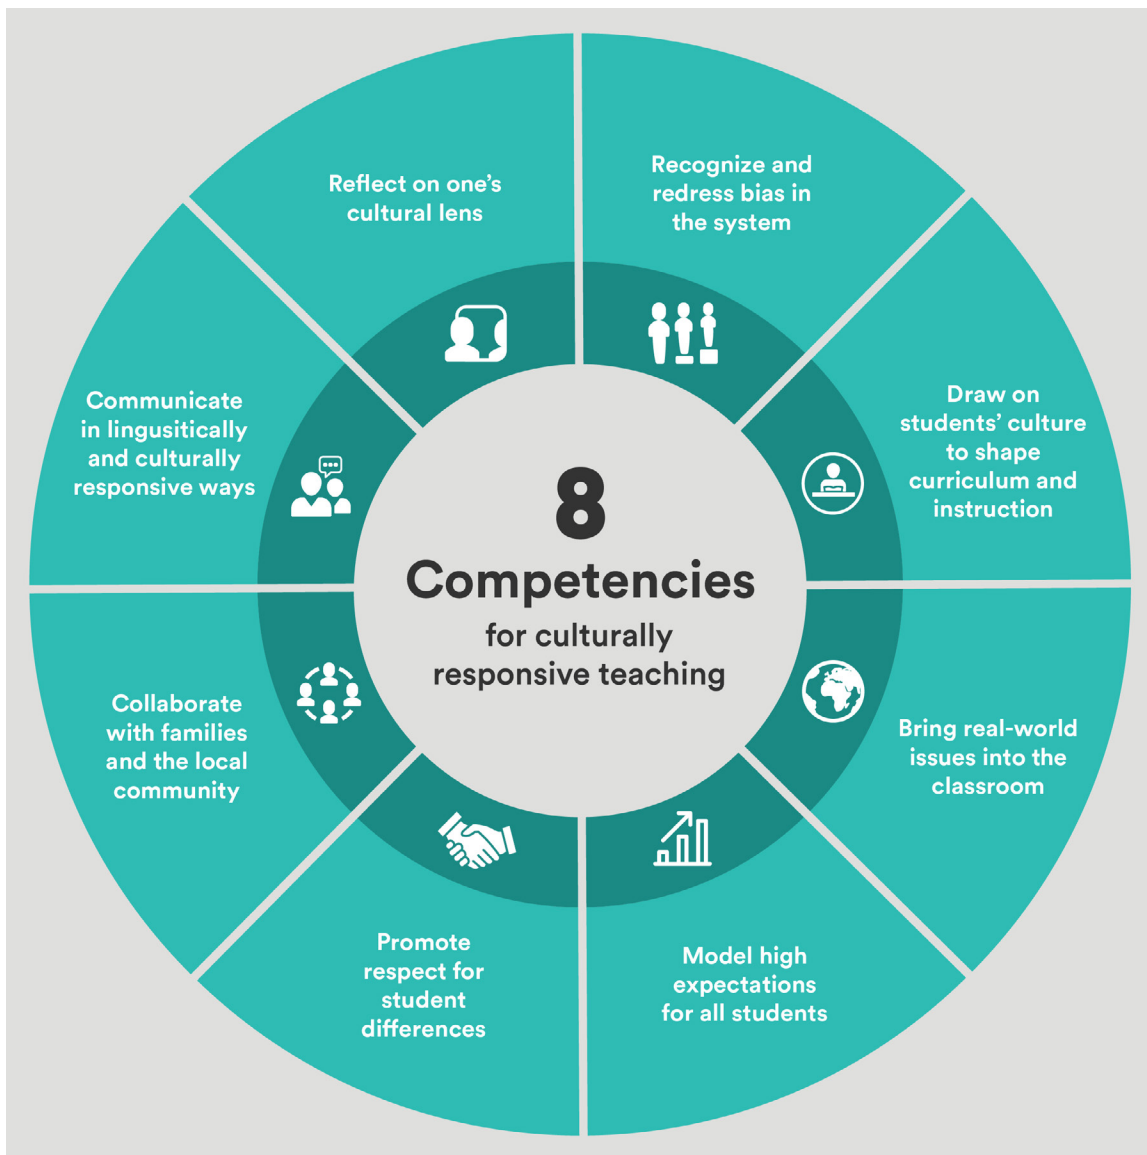 8
Competencies
for culturally
responsive teaching
Reflect on one's
cultural lens
Recognize and
redress bias in
the system
Draw on
students' culture
to shape
curriculum and
instruction
Bring real-world
issues into the
classroom
Model high
expectations
for all students
Promote
respect for
student
differences
Collaborate
with families
and the local
community
Communicate
in lingusitically
and culturally
responsive ways